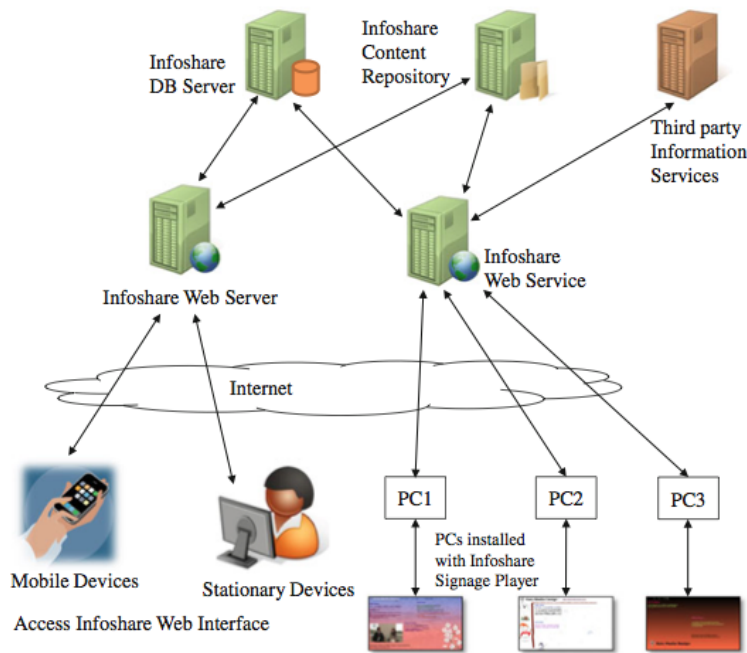 Infoshare
DB Server
Infoshare
Content
Repository
Third party
Information
Services
Infoshare Web Server
Infoshare
Web Service
Internet
PC1
PC2
PC3
PCs installed
with Infoshare
Signage Player
Mobile Devices
Stationary Devices
Access Infoshare Web Interface